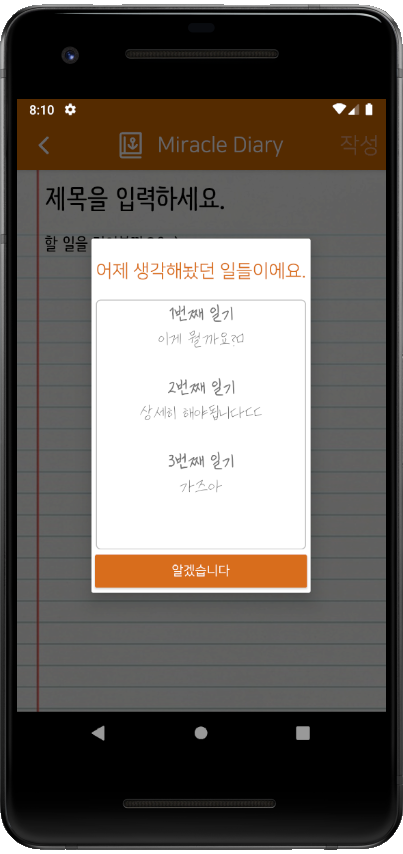 8:10
Miracle Diary 작성
제목을 입력하세요.
할 일을
어제 생각해놨던 일들이에요.
1번째 일기
이게 뭘까요?
2번째 일기
상세히 해야됩니다ㄷㄷ
3번째 일기
가즈아
알겠습니다